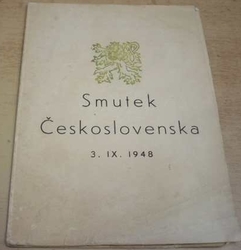 Smutek
Československa
3. IX. 1948